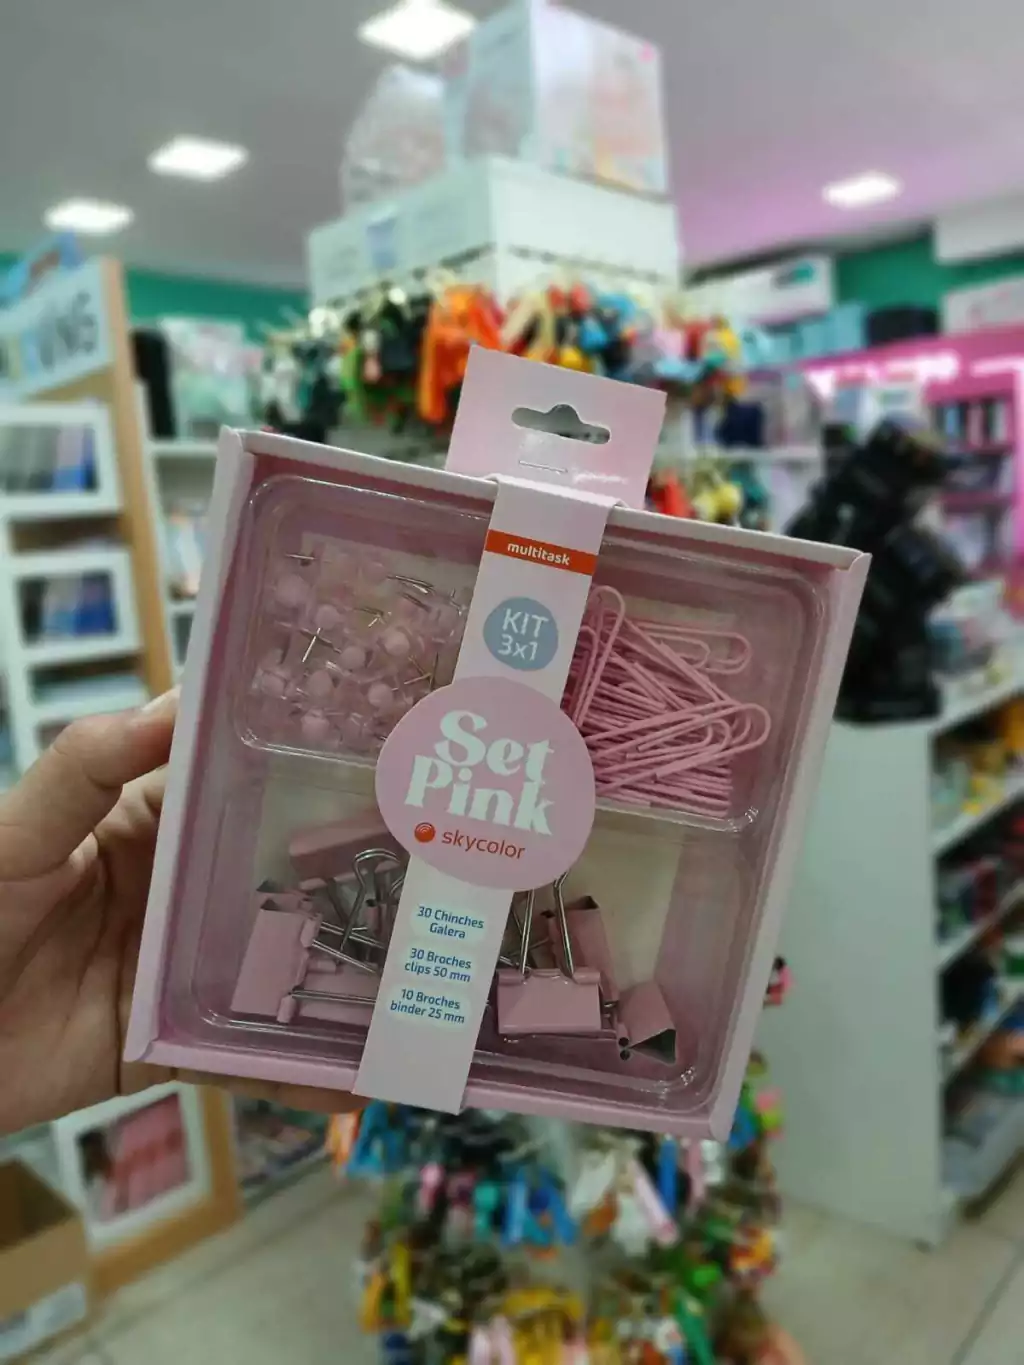 multitask
KIT
3x1
Set
Pink
skycolor
30 Chinches
Galera
30 Broches
clips 50 mm
10 Broches
binder 25 mm